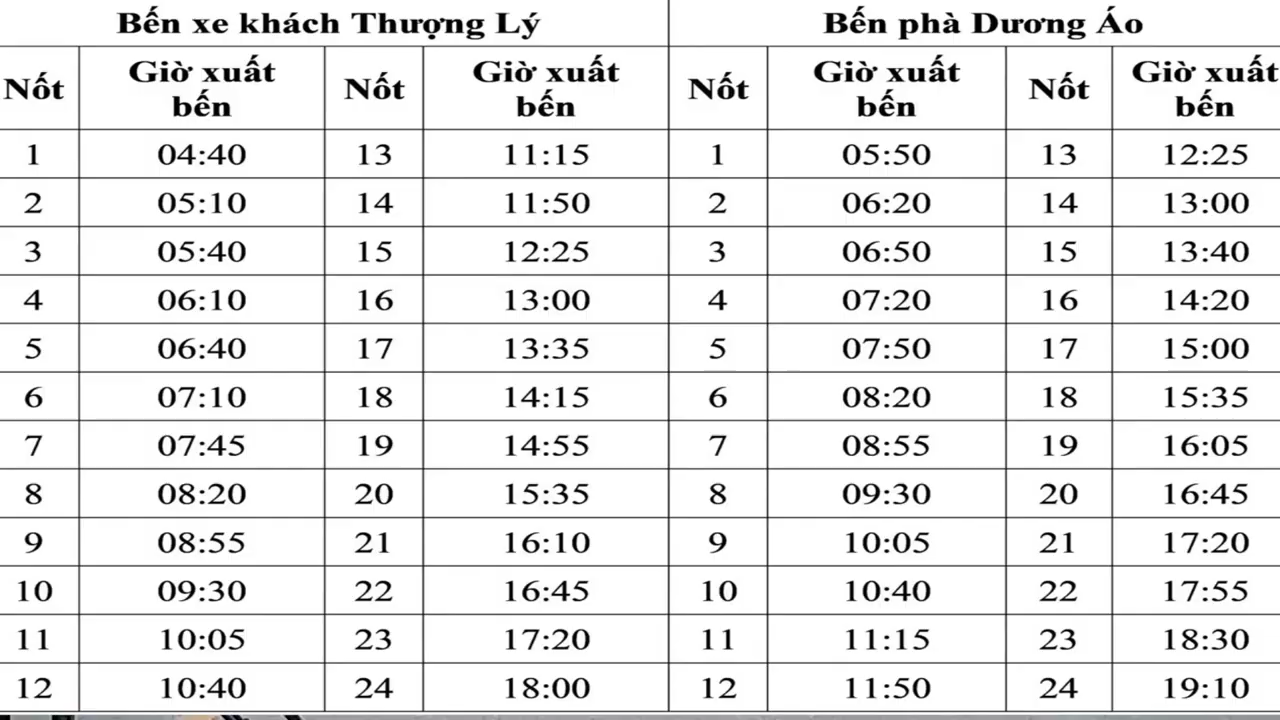 Bến xe khách Thượng Lý Bến phà Dương Áo
Nốt Giờ xuất bến Nốt Giờ xuất bến Nốt Giờ xuất bến Nốt Giờ xuất bến
1 04:40 13 11:15 1 05:50 13 12:25
2 05:10 14 11:50 2 06:20 14 13:00
3 05:40 15 12:25 3 06:50 15 13:40
4 06:10 16 13:00 4 07:20 16 14:20
5 06:40 17 13:35 5 07:50 17 15:00
6 07:10 18 14:15 6 08:20 18 15:35
7 07:45 19 14:55 7 08:55 19 16:05
8 08:20 20 15:35 8 09:30 20 16:45
9 08:55 21 16:10 9 10:05 21 17:20
10 09:30 22 16:45 10 10:40 22 17:55
11 10:05 23 17:20 11 11:15 23 18:30
12 10:40 24 18:00 12 11:50 24 19:10